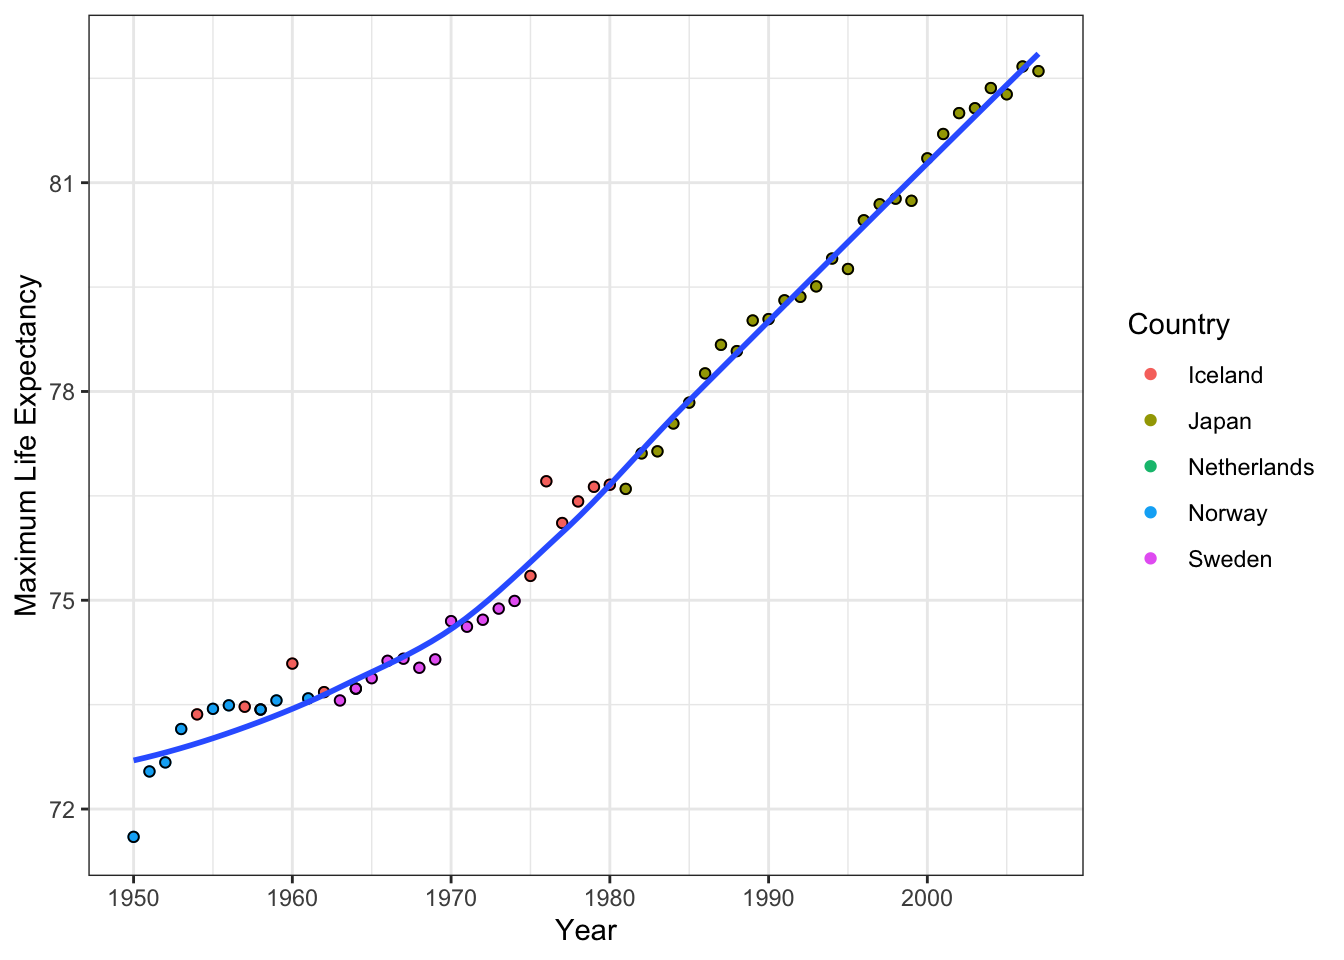 Maximum Life Expectancy
81
78
75
72
1950 1960 1970 1980 1990 2000
Year
Country
Iceland
Japan
Netherlands
Norway
Sweden